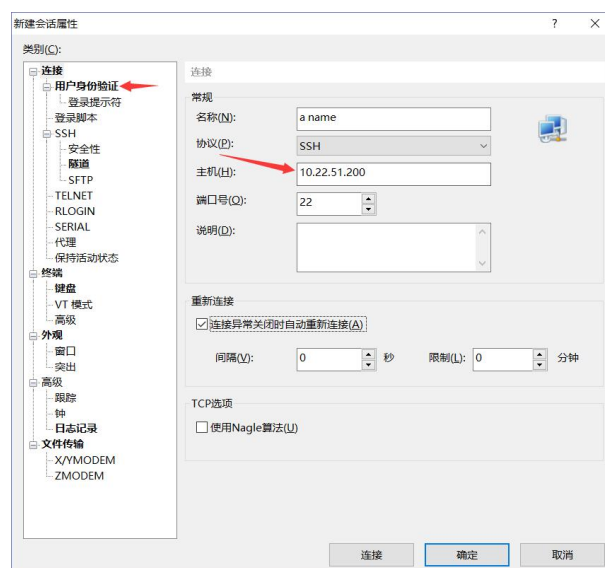 新建会话属性
?
×
类别(C):
连接
用户身份验证
登录提示符
登录脚本
SSH
安全性
隧道
SFTP
TELNET
RLOGIN
SERIAL
代理
保持活动状态
终端
键盘
VT 模式
高级
外观
窗口
突出
高级
跟踪
钟
日志记录
文件传输
X/YMODEM
ZMODEM
连接
常规
名称(N): a name
协议(P): SSH
主机(H): 10.22.51.200
端口号(O): 22
说明(D):
重新连接
连接异常关闭时自动重新连接(A)
间隔(V): 0 秒 限制(L): 0 分钟
TCP选项
使用Nagle算法(U)
连接 确定 取消